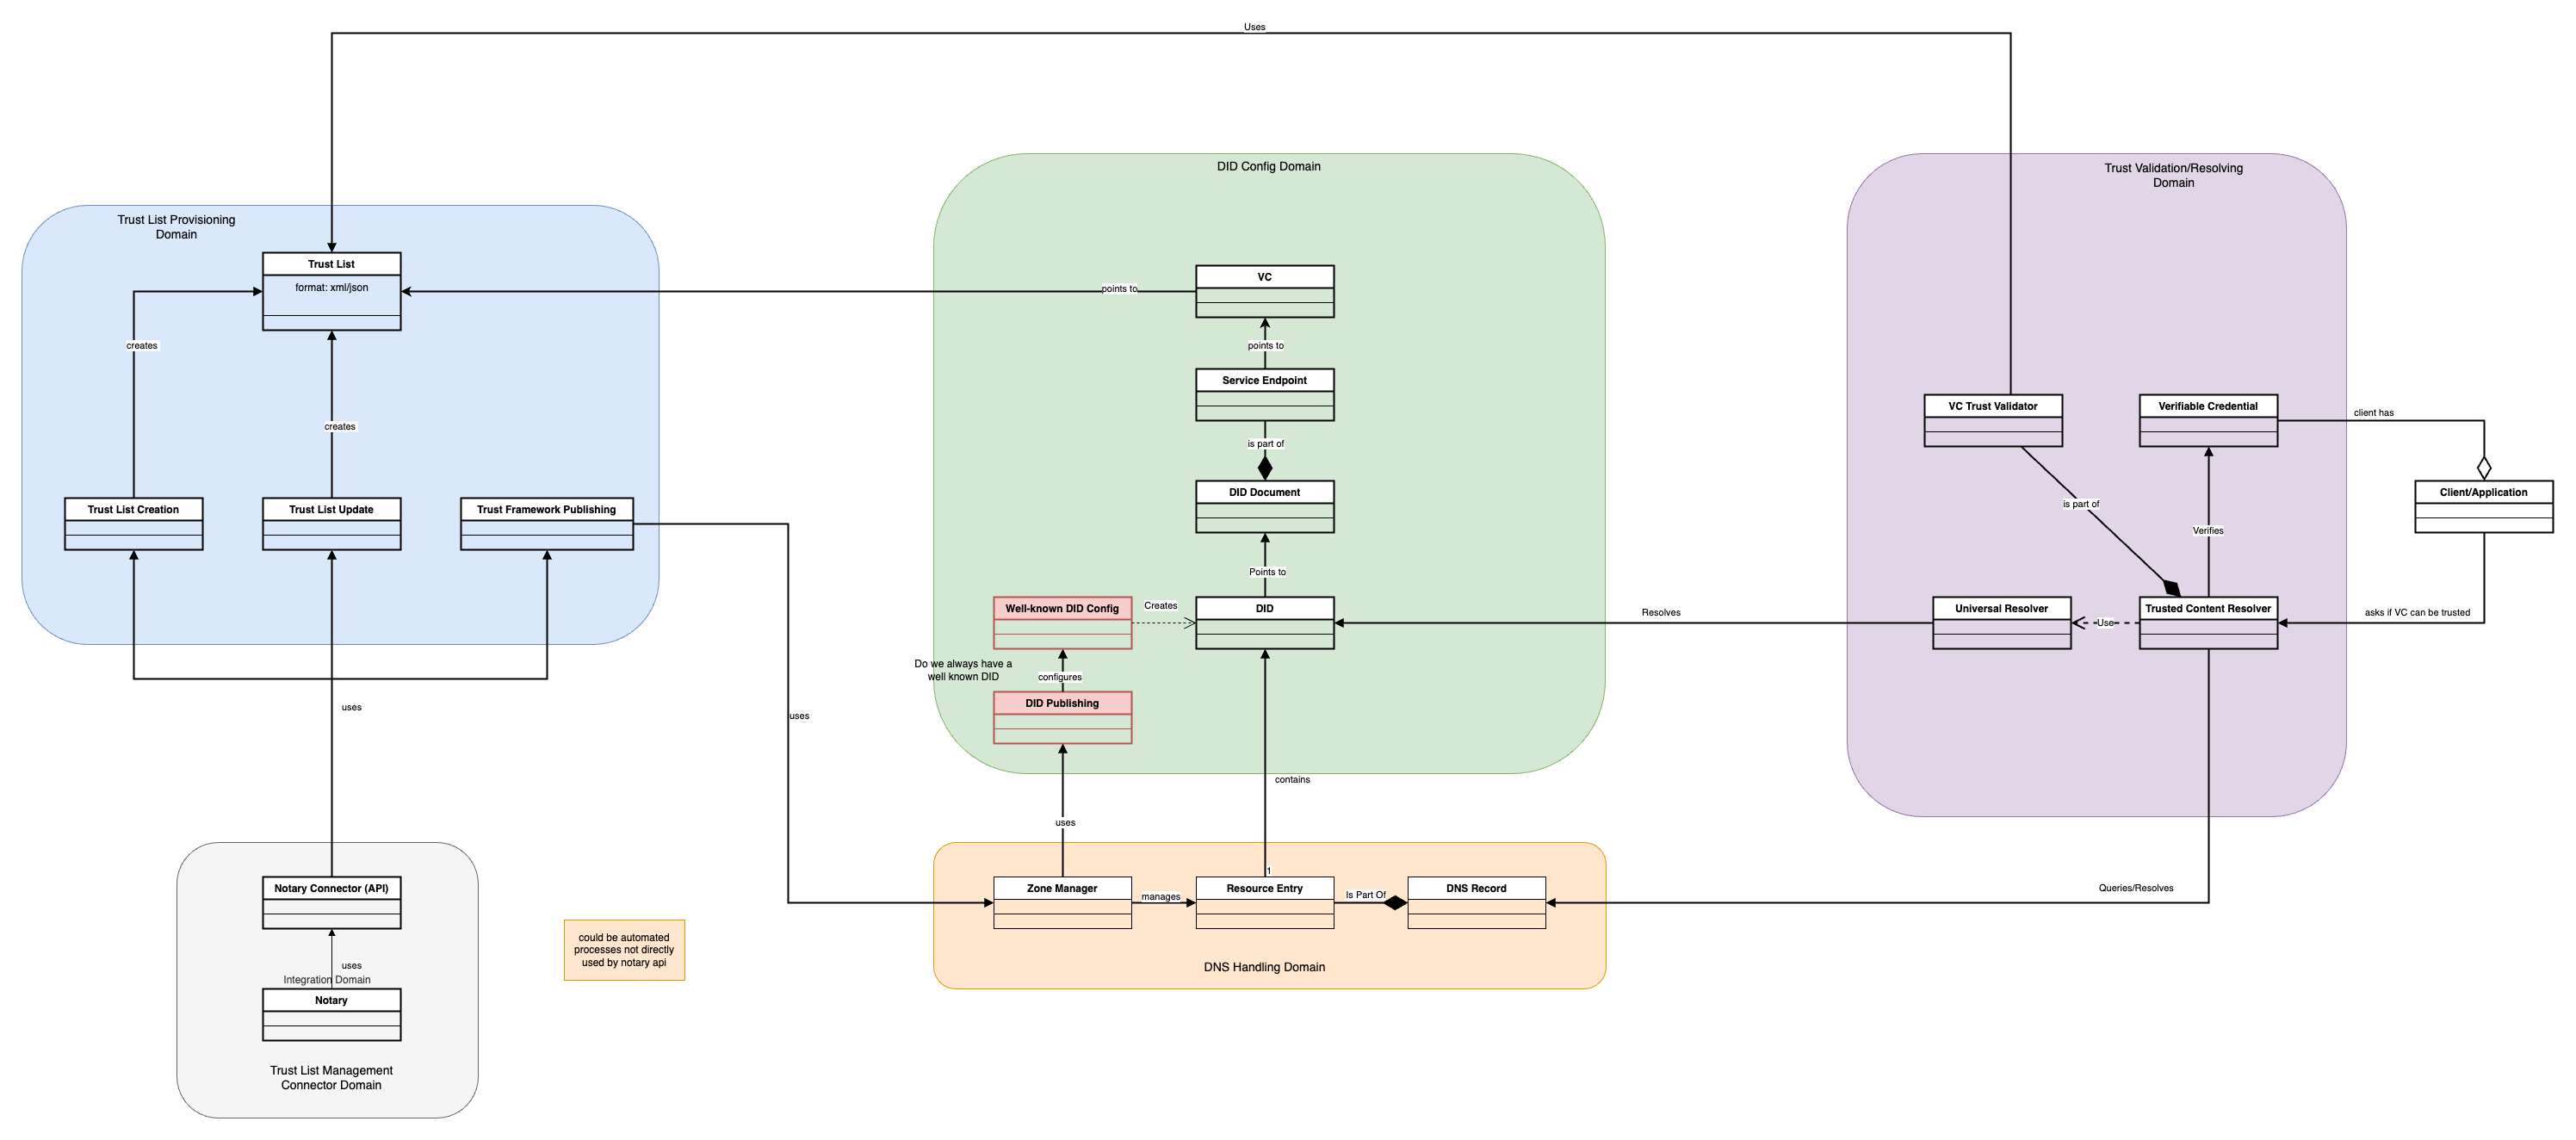 Uses
DID Config Domain
Trust Validation/Resolving
Domain
Trust List Provisioning
Domain
Trust List
format: xml/json
VC
points to
creates
points to
Service Endpoint
VC Trust Validator
Verifiable Credential
client has
creates
is part of
DID Document
Client/Application
is part of
Trust List Creation
Trust List Update
Trust Framework Publishing
Verifies
Points to
Well-known DID Config
Creates
DID
Resolves
Universal Resolver
Use
Trusted Content Resolver
asks if VC can be trusted
Do we always have a
well known DID
configures
DID Publishing
uses
uses
contains
uses
1
Notary Connector (API)
Zone Manager
manages
Resource Entry
Is Part Of
DNS Record
Queries/Resolves
could be automated
processes not directly
used by notary api
uses
Integration Domain
DNS Handling Domain
Notary
Trust List Management
Connector Domain